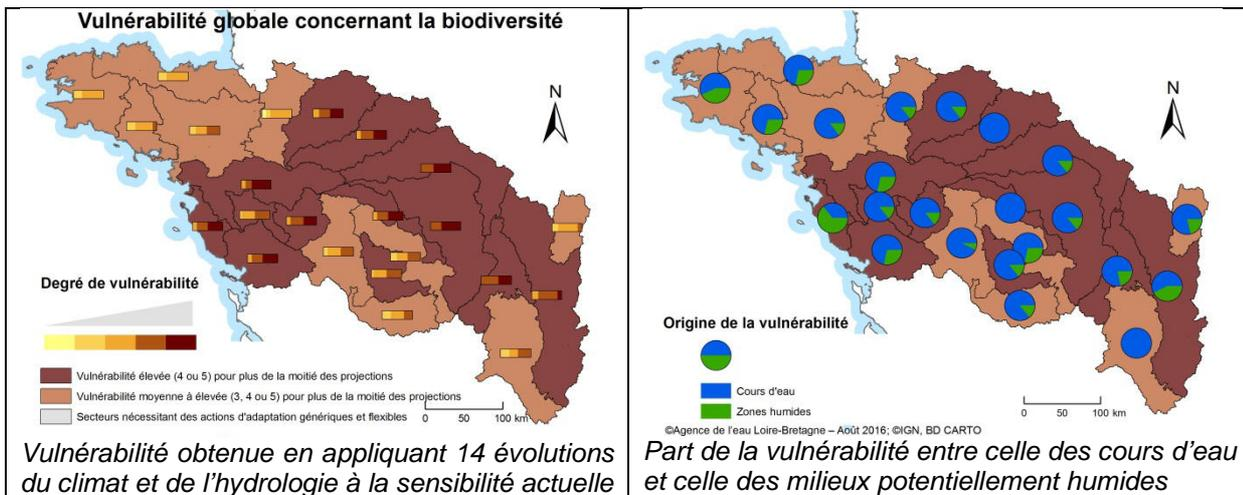 Vulnérabilité globale concernant la biodiversité
N
Degré de vulnérabilité
Vulnérabilité élevée (4 ou 5) pour plus de la moitié des projections
Vulnérabilité moyenne à élevée (3, 4 ou 5) pour plus de la moitié des projections
Secteurs nécessitant des actions d'adaptation génériques et flexibles
0 50 100 km
Vulnérabilité obtenue en appliquant 14 évolutions
du climat et de l'hydrologie à la sensibilité actuelle
N
Origine de la vulnérabilité
Cours d'eau
Zones humides
0 50 100 km
©Agence de l'eau Loire-Bretagne – Août 2016; ©IGN, BD CARTO
Part de la vulnérabilité entre celle des cours d'eau
et celle des milieux potentiellement humides